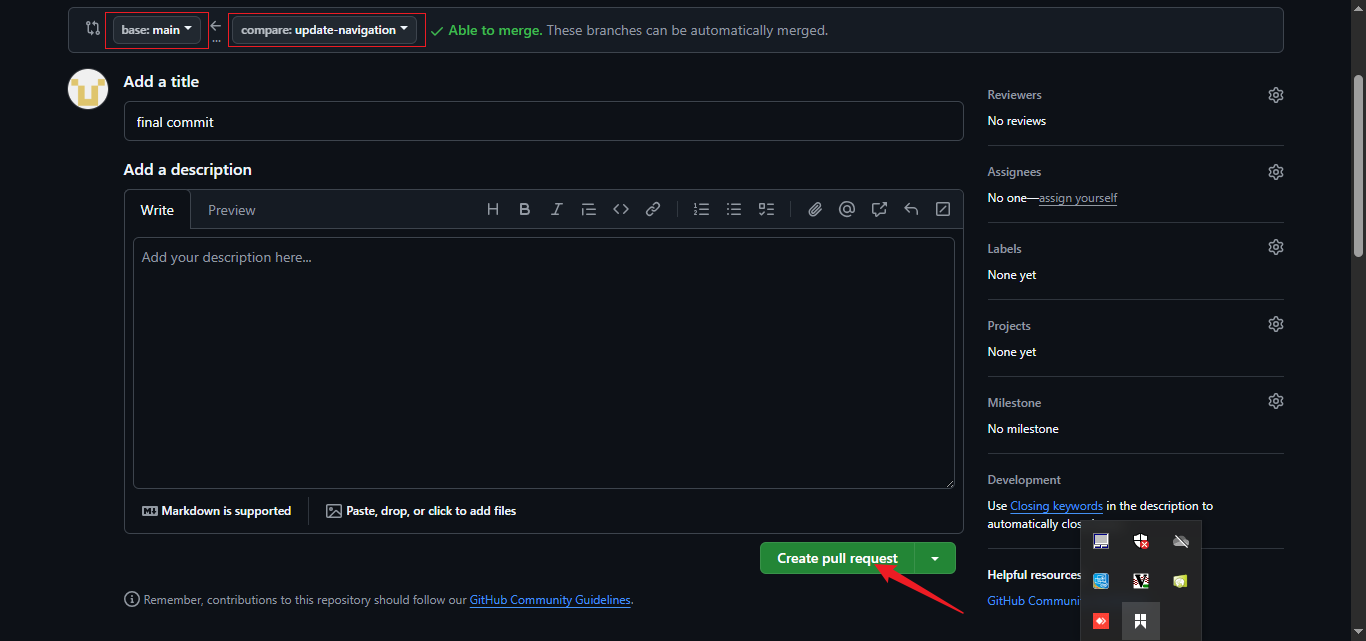 base: main
compare: update-navigation
Able to merge. These branches can be automatically merged.
Add a title
final commit
Add a description
Write
Preview
Add your description here...
Markdown is supported
Paste, drop, or click to add files
Create pull request
Remember, contributions to this repository should follow our GitHub Community Guidelines.
Reviewers
No reviews
Assignees
No one—assign yourself
Labels
None yet
Projects
None yet
Milestone
No milestone
Development
Use Closing keywords in the description to
automatically
Helpful resources
GitHub